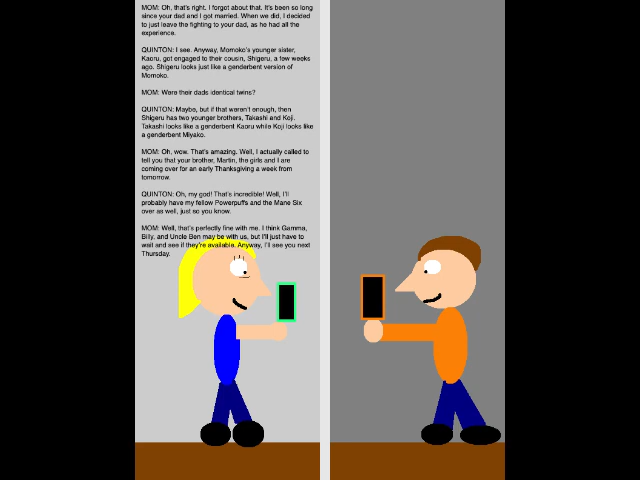 MOM: Oh, that's right. I forgot about that. It's been so long
since your dad and I got married. When we did, I decided
to just leave the fighting to your dad, as he had all the
experience.
QUINTON: I see. Anyway, Momoko's younger sister,
Kaoru, got engaged to their cousin, Shigeru, a few weeks
ago. Shigeru looks just like a genderbent version of
Momoko.
MOM: Were their dads identical twins?
QUINTON: Maybe, but if that weren't enough, then
Shigeru has two younger brothers, Takashi and Koji.
Takashi looks like a genderbent Kaoru while Koji looks like
a genderbent Miyako.
MOM: Oh, wow. That's amazing. Well, I actually called to
tell you that your brother, Martin, the girls and I are
coming over for an early Thanksgiving a week from
tomorrow.
QUINTON: Oh, my god! That's incredible! Well, I'll
probably have my fellow Powerpuffs and the Mane Six
over as well, just so you know.
MOM: Well, that's perfectly fine with me. I think Gamma,
Billy, and Uncle Ben may be with us, but I'll just have to
wait and see if they're available. Anyway, I'll see you next
Thursday.